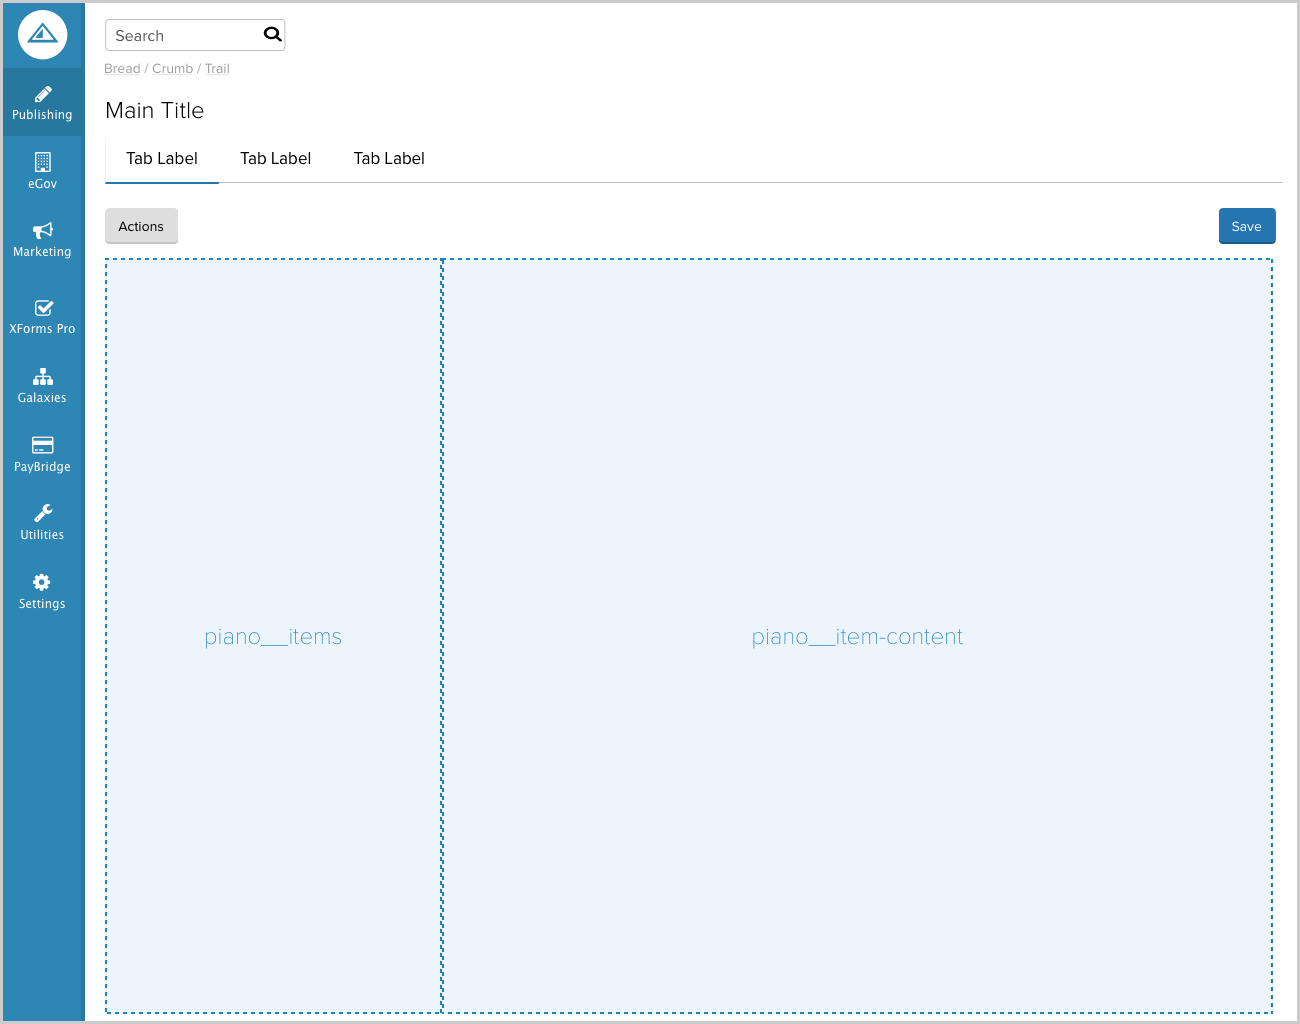 Search
Bread / Crumb / Trail
Main Title
Tab Label Tab Label Tab Label
Actions
Save
Publishing
eGov
Marketing
XForms Pro
Galaxies
PayBridge
Utilities
Settings
piano__items
piano__item-content